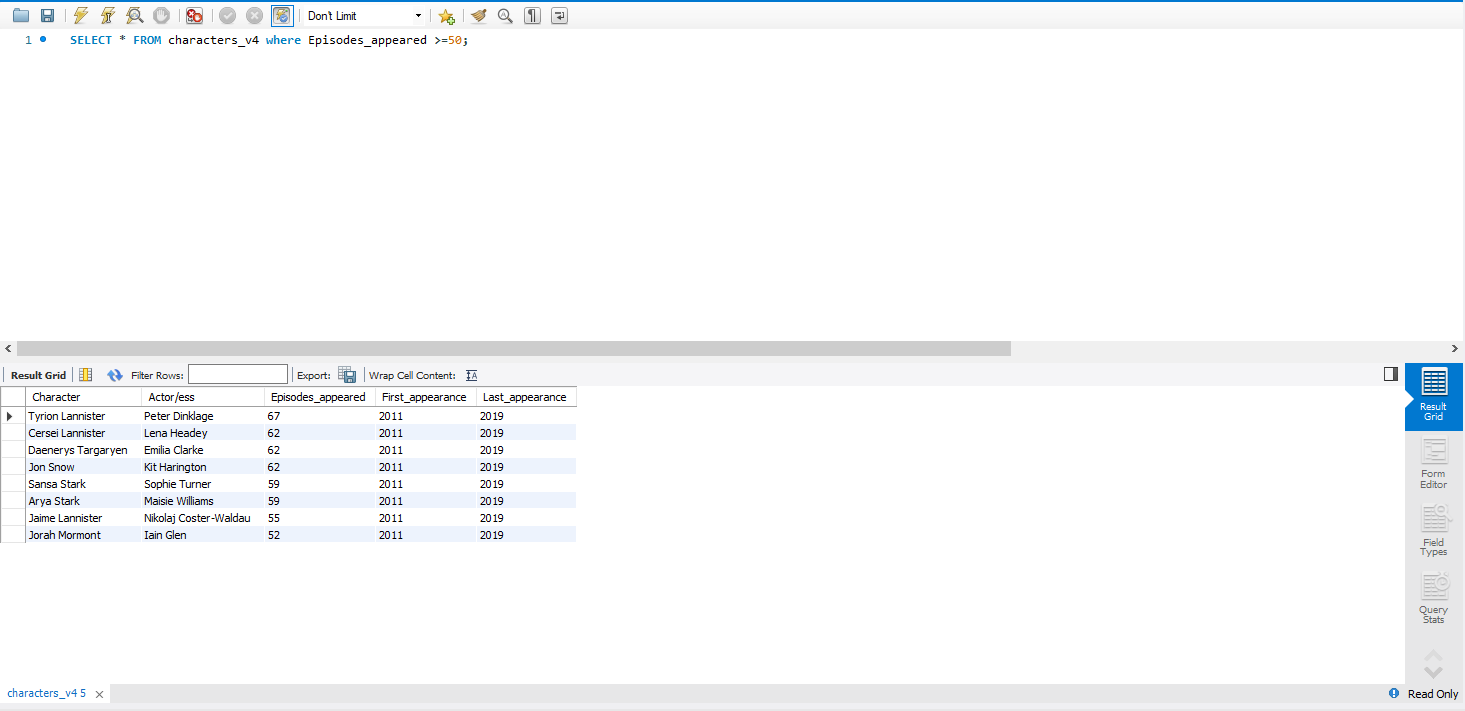 Don't Limit
1 SELECT * FROM characters_v4 where Episodes_appeared >=50;
Result Grid Filter Rows: Export: Wrap Cell Content: IA
Character Actor/ess Episodes_appeared First_appearance Last_appearance
Tyrion Lannister Peter Dinklage 67 2011 2019
Cersei Lannister Lena Headey 62 2011 2019
Daenerys Targaryen Emilia Clarke 62 2011 2019
Jon Snow Kit Harington 62 2011 2019
Sansa Stark Sophie Turner 59 2011 2019
Arya Stark Maisie Williams 59 2011 2019
Jaime Lannister Nikolaj Coster-Waldau 55 2011 2019
Jorah Mormont Iain Glen 52 2011 2019
Result
Grid
Form
Editor
Field
Types
Query
Stats
characters_v4 5
Read Only